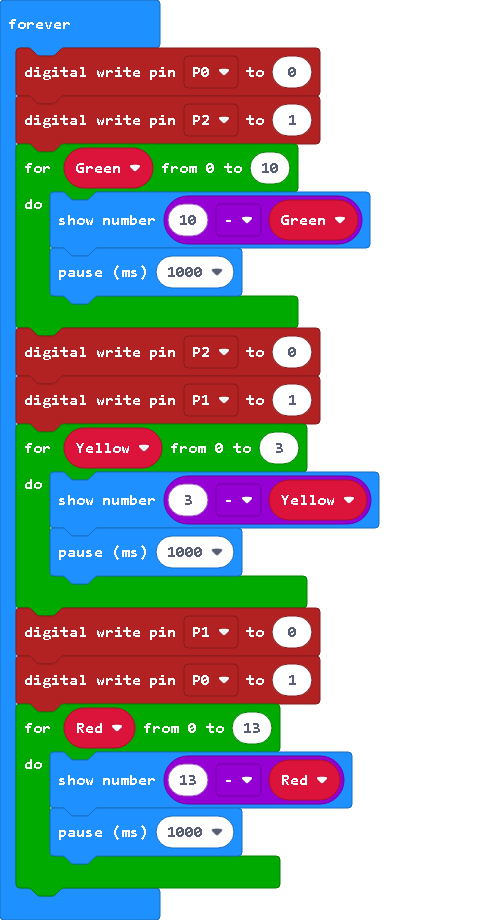 forever
digital write pin P0 to 0
digital write pin P2 to 1
for Green from 0 to 10
do
show number 10 - Green
pause (ms) 1000
digital write pin P2 to 0
digital write pin P1 to 1
for Yellow from 0 to 3
do
show number 3 - Yellow
pause (ms) 1000
digital write pin P1 to 0
digital write pin P0 to 1
for Red from 0 to 13
do
show number 13 - Red
pause (ms) 1000